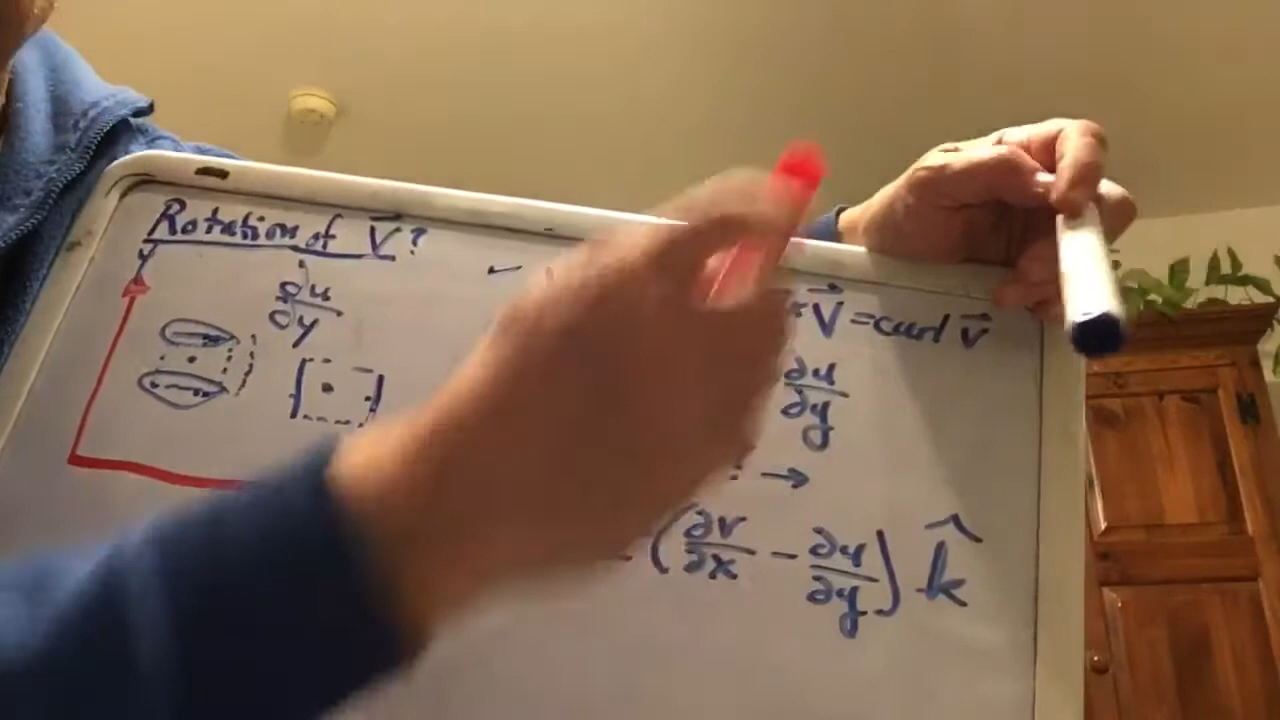 Rotation of V⃗?
y
∂u/∂y
✓
×V⃗ = curl v⃗
∂u/∂y
: →
(∂v/∂x − ∂u/∂y) k̂